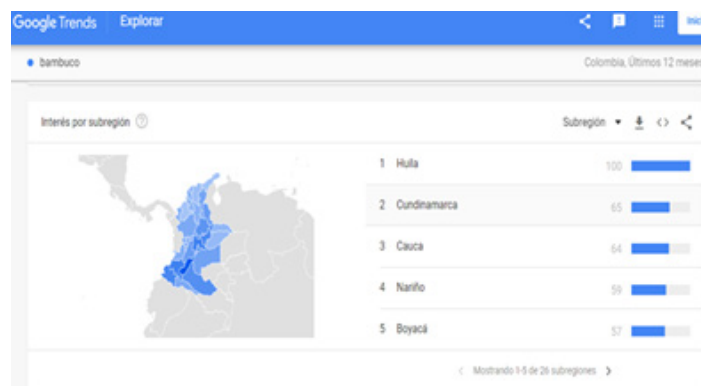 Google Trends Explorar
bambuco Colombia, Últimos 12 meses
Interés por subregión Subregión
1 Huila 100
2 Cundinamarca 65
3 Cauca 64
4 Nariño 59
5 Boyacá 57
Mostrando 1-5 de 26 subregiones